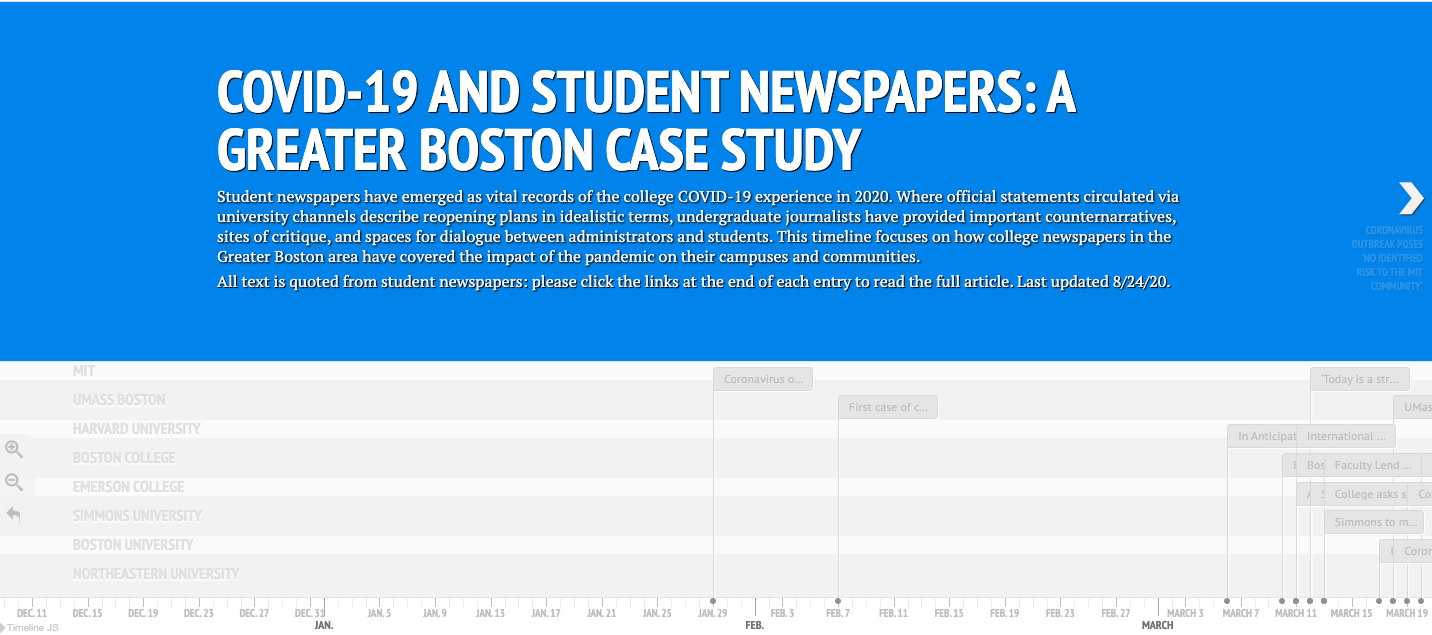 COVID-19 AND STUDENT NEWSPAPERS: A
GREATER BOSTON CASE STUDY
Student newspapers have emerged as vital records of the college COVID-19 experience in 2020. Where official statements circulated via
university channels describe reopening plans in idealistic terms, undergraduate journalists have provided important counternarratives,
sites of critique, and spaces for dialogue between administrators and students. This timeline focuses on how college newspapers in the
Greater Boston area have covered the impact of the pandemic on their campuses and communities.
All text is quoted from student newspapers: please click the links at the end of each entry to read the full article. Last updated 8/24/20.
CORONAVIRUS
OUTBREAK POSES
'NO IDENTIFIED
RISK TO THE MIT
COMMUNITY'
MIT
Coronavirus o...
"Today is a str...
UMASS BOSTON
First case of c...
UMas
HARVARD UNIVERSITY
In Anticipat
International ...
BOSTON COLLEGE
Bos
Faculty Lend ...
EMERSON COLLEGE
A
College asks s
Co
SIMMONS UNIVERSITY
Simmons to m...
BOSTON UNIVERSITY
Coron
NORTHEASTERN UNIVERSITY
DEC. 11 DEC. 15 DEC. 19 DEC. 23 DEC. 27 DEC. 31 JAN. 5 JAN. 9 JAN. 13 JAN. 17 JAN. 21 JAN. 25 JAN. 29 FEB. 3 FEB. 7 FEB. 11 FEB. 15 FEB. 19 FEB. 23 FEB. 27 MARCH 3 MARCH 7 MARCH 11 MARCH 15 MARCH 19
JAN. FEB. MARCH
Timeline JS